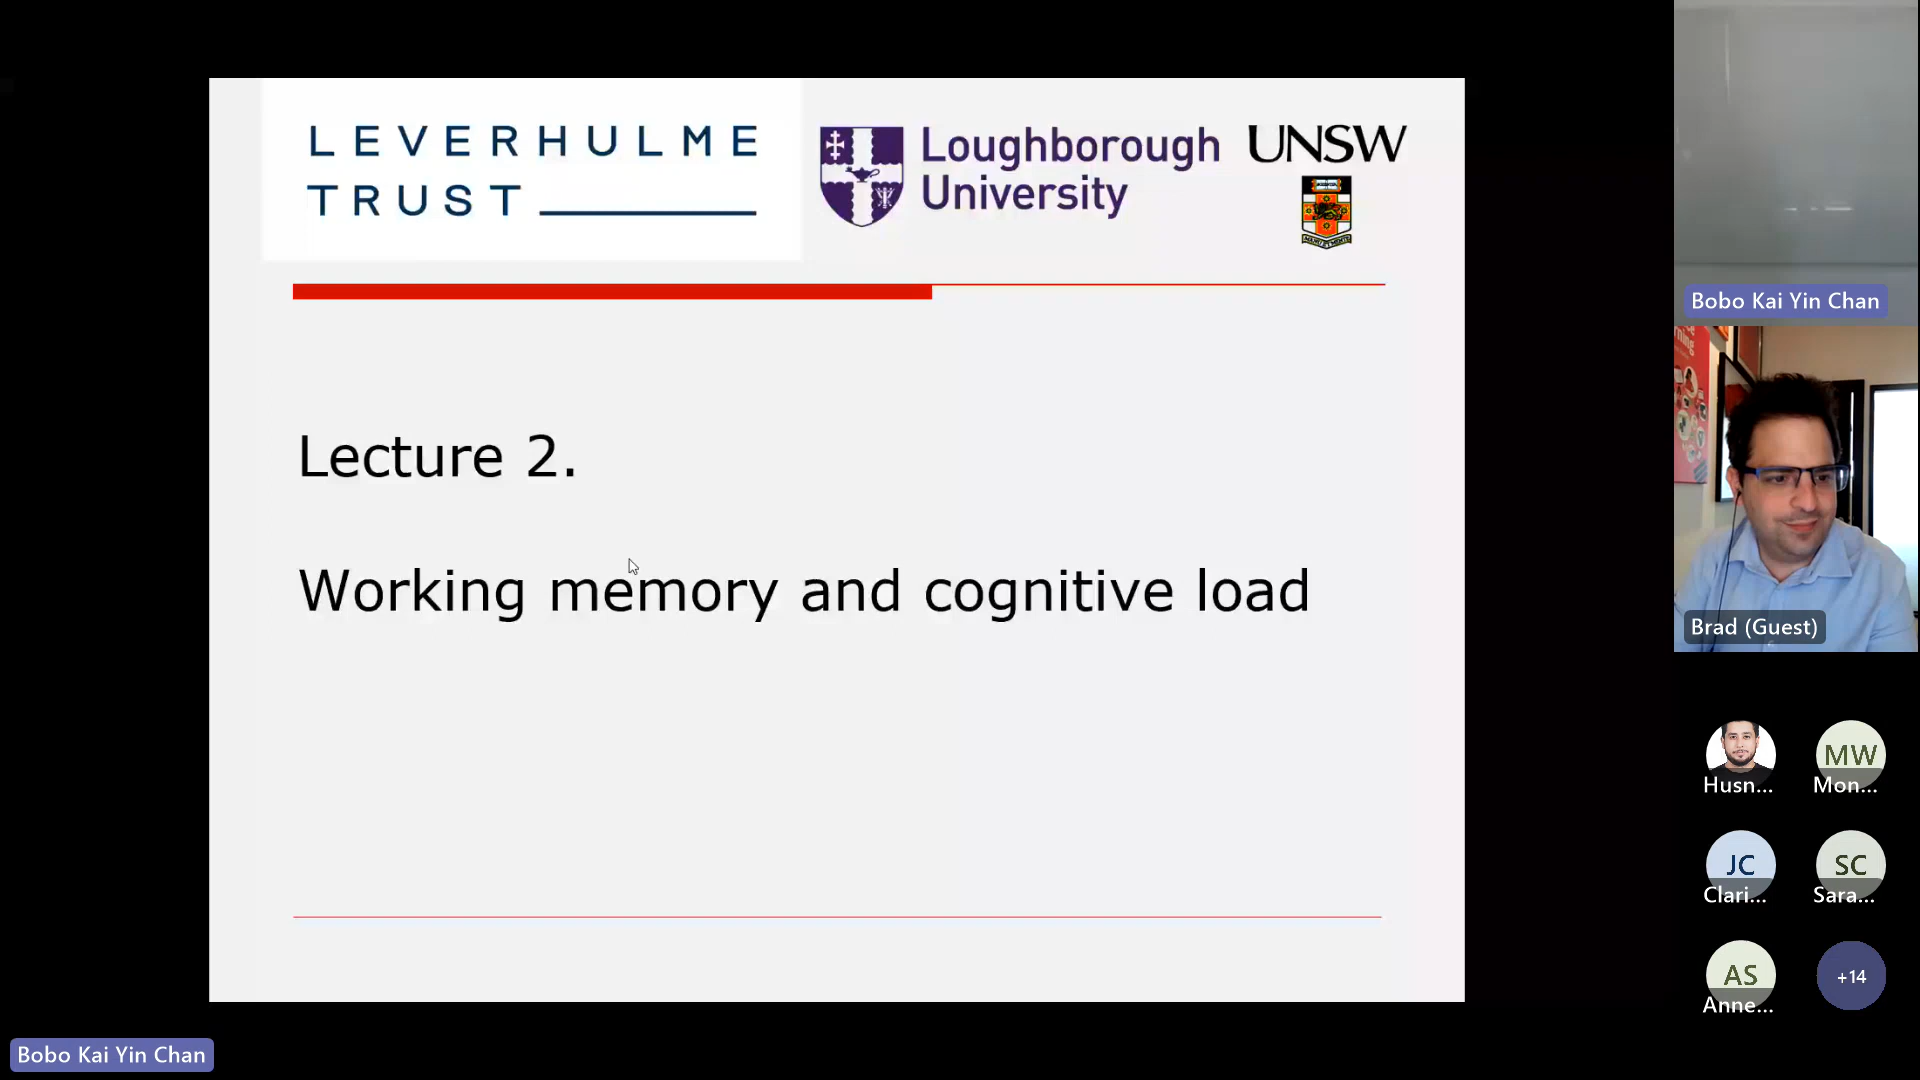 LEVERHULME
TRUST
Loughborough
University
UNSW
Lecture 2.
Working memory and cognitive load
Bobo Kai Yin Chan
Brad (Guest)
Husn...
MW
Mon...
JC
Clari...
SC
Sara...
AS
Anne...
+14
Bobo Kai Yin Chan